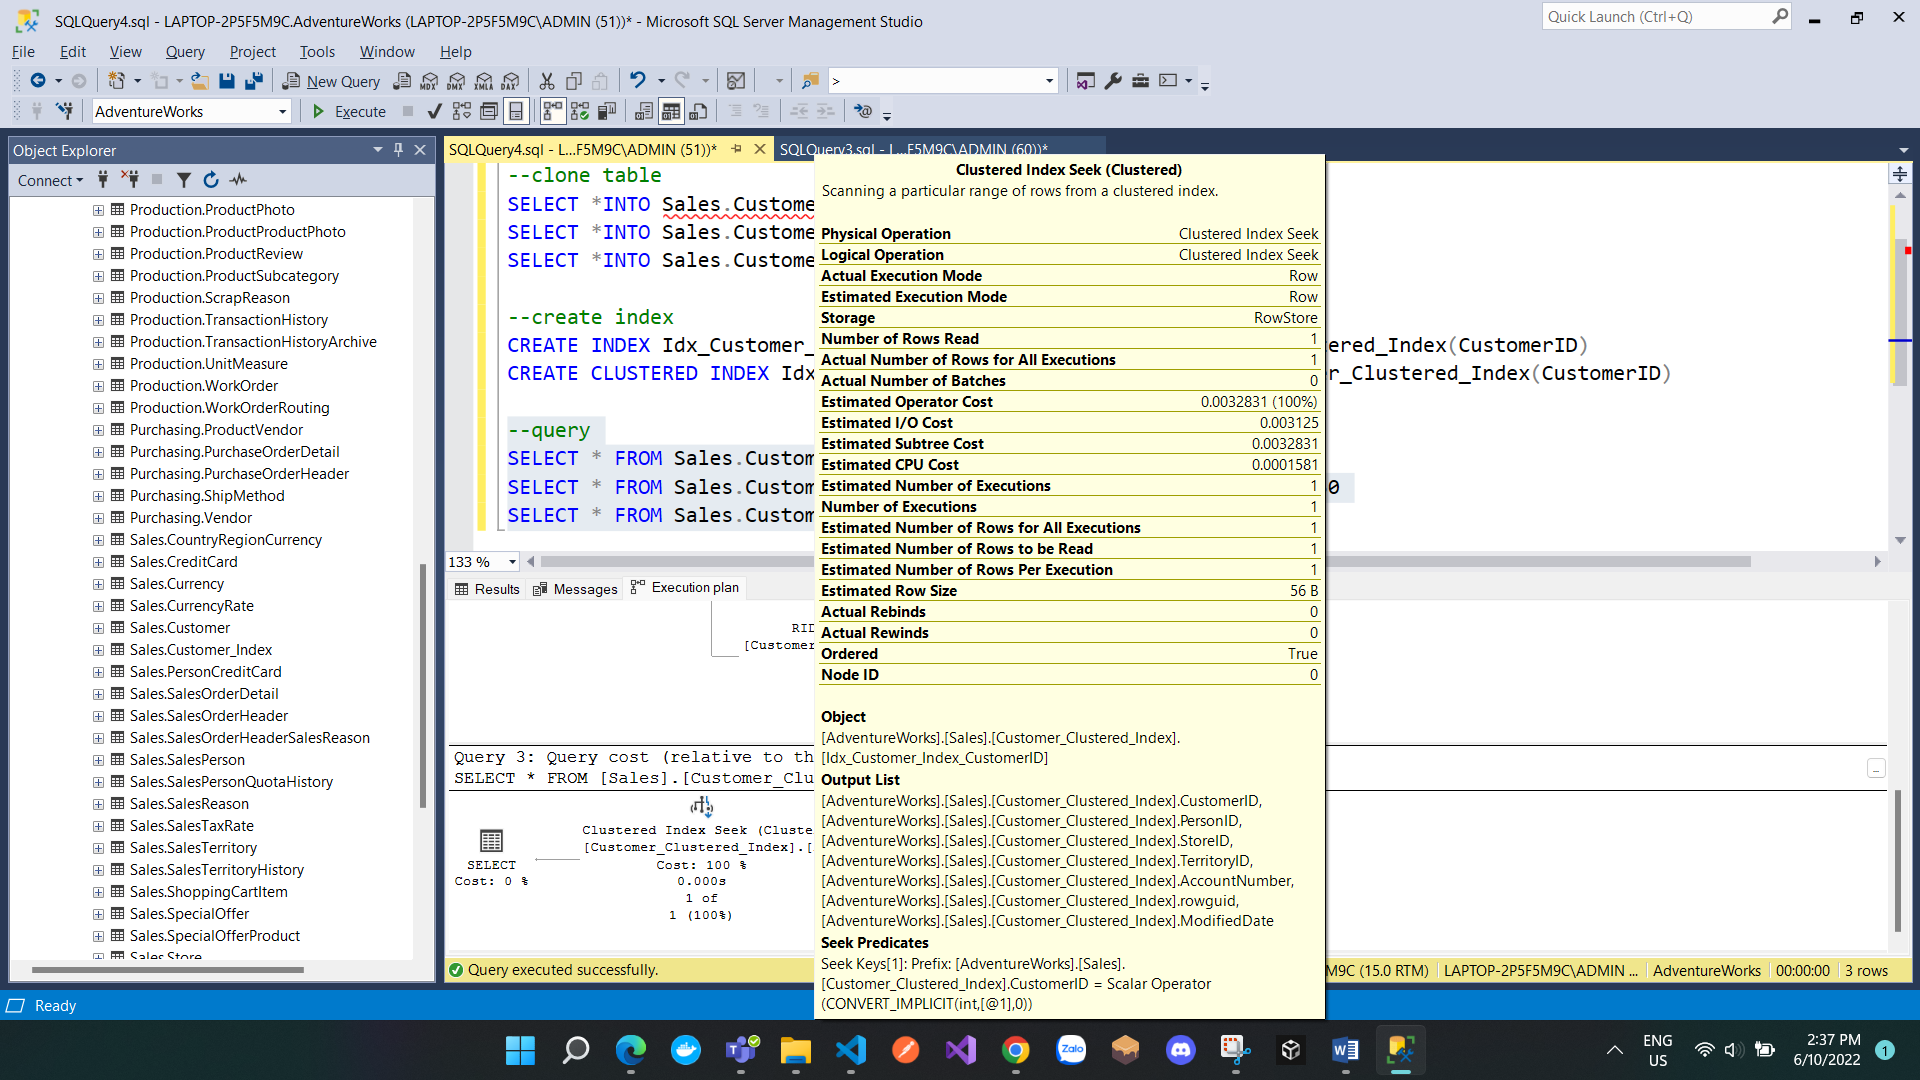 SQLQuery4.sql - LAPTOP-2P5F5M9C.AdventureWorks (LAPTOP-2P5F5M9C\ADMIN (51))* - Microsoft SQL Server Management Studio
Quick Launch (Ctrl+Q)
File Edit View Query Project Tools Window Help
New Query
MDX DMX XMLA DAX
>
AdventureWorks
Execute
Object Explorer
Connect
Production.ProductPhoto
Production.ProductProductPhoto
Production.ProductReview
Production.ProductSubcategory
Production.ScrapReason
Production.TransactionHistory
Production.TransactionHistoryArchive
Production.UnitMeasure
Production.WorkOrder
Production.WorkOrderRouting
Purchasing.ProductVendor
Purchasing.PurchaseOrderDetail
Purchasing.PurchaseOrderHeader
Purchasing.ShipMethod
Purchasing.Vendor
Sales.CountryRegionCurrency
Sales.CreditCard
Sales.Currency
Sales.CurrencyRate
Sales.Customer
Sales.Customer_Index
Sales.PersonCreditCard
Sales.SalesOrderDetail
Sales.SalesOrderHeader
Sales.SalesOrderHeaderSalesReason
Sales.SalesPerson
Sales.SalesPersonQuotaHistory
Sales.SalesReason
Sales.SalesTaxRate
Sales.SalesTerritory
Sales.SalesTerritoryHistory
Sales.ShoppingCartItem
Sales.SpecialOffer
Sales.SpecialOfferProduct
Sales.Store
SQLQuery4.sql - L...F5M9C\ADMIN (51))*
SQLQuery3.sql - L...F5M9C\ADMIN (60))*
--clone table
SELECT *INTO Sales.Custome
SELECT *INTO Sales.Custome
SELECT *INTO Sales.Custome
--create index
CREATE INDEX Idx_Customer_ ered_Index(CustomerID)
CREATE CLUSTERED INDEX Idx r_Clustered_Index(CustomerID)
--query
SELECT * FROM Sales.Custom
SELECT * FROM Sales.Custom 0
SELECT * FROM Sales.Custom
133 %
Results Messages Execution plan
RID
[Customer
Query 3: Query cost (relative to th
SELECT * FROM [Sales].[Customer_Clu
...
SELECT
Cost: 0 %
Clustered Index Seek (Cluste
[Customer_Clustered_Index].[
Cost: 100 %
0.000s
1 of
1 (100%)
Query executed successfully.
M9C (15.0 RTM) LAPTOP-2P5F5M9C\ADMIN ... AdventureWorks 00:00:00 3 rows
Clustered Index Seek (Clustered)
Scanning a particular range of rows from a clustered index.
Physical Operation Clustered Index Seek
Logical Operation Clustered Index Seek
Actual Execution Mode Row
Estimated Execution Mode Row
Storage RowStore
Number of Rows Read 1
Actual Number of Rows for All Executions 1
Actual Number of Batches 0
Estimated Operator Cost 0.0032831 (100%)
Estimated I/O Cost 0.003125
Estimated Subtree Cost 0.0032831
Estimated CPU Cost 0.0001581
Estimated Number of Executions 1
Number of Executions 1
Estimated Number of Rows for All Executions 1
Estimated Number of Rows to be Read 1
Estimated Number of Rows Per Execution 1
Estimated Row Size 56 B
Actual Rebinds 0
Actual Rewinds 0
Ordered True
Node ID 0
Object
[AdventureWorks].[Sales].[Customer_Clustered_Index].
[Idx_Customer_Index_CustomerID]
Output List
[AdventureWorks].[Sales].[Customer_Clustered_Index].CustomerID,
[AdventureWorks].[Sales].[Customer_Clustered_Index].PersonID,
[AdventureWorks].[Sales].[Customer_Clustered_Index].StoreID,
[AdventureWorks].[Sales].[Customer_Clustered_Index].TerritoryID,
[AdventureWorks].[Sales].[Customer_Clustered_Index].AccountNumber,
[AdventureWorks].[Sales].[Customer_Clustered_Index].rowguid,
[AdventureWorks].[Sales].[Customer_Clustered_Index].ModifiedDate
Seek Predicates
Seek Keys[1]: Prefix: [AdventureWorks].[Sales].
[Customer_Clustered_Index].CustomerID = Scalar Operator
(CONVERT_IMPLICIT(int,[@1],0))
Ready
Zalo
ENG
US
2:37 PM
6/10/2022
1